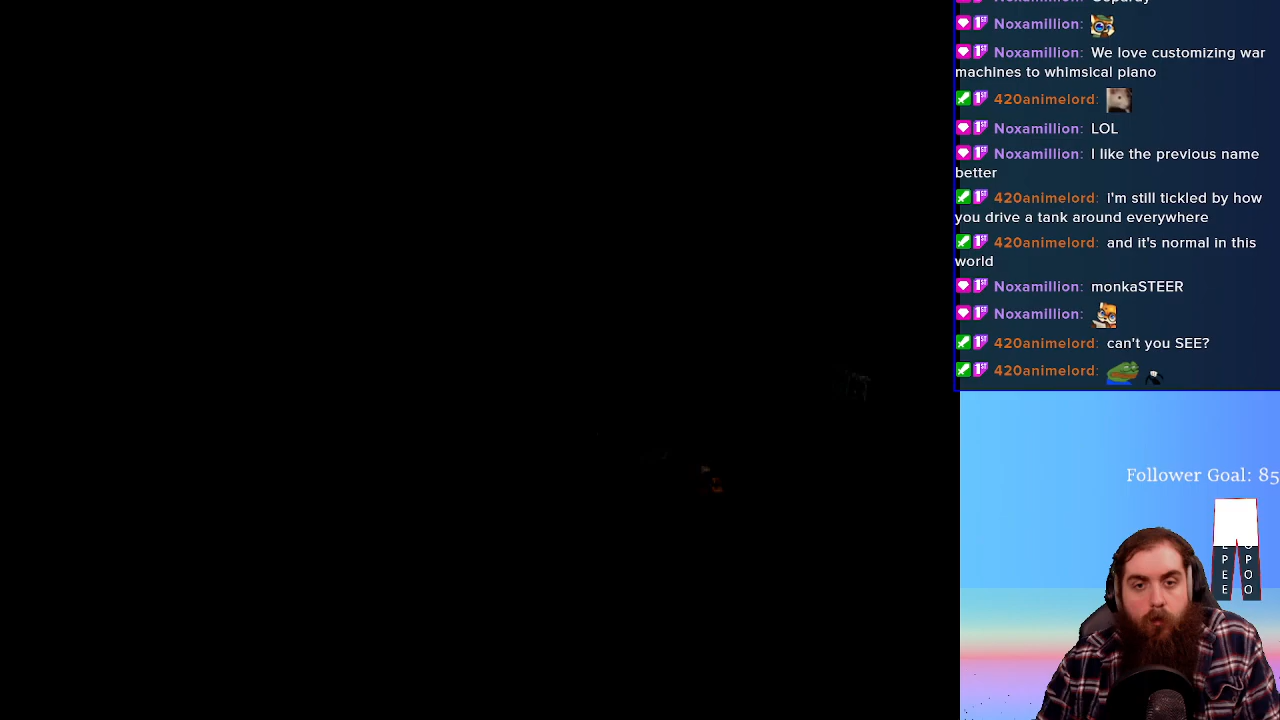 Noxamillion:
Noxamillion: We love customizing war
machines to whimsical piano
420animelord:
Noxamillion: LOL
Noxamillion: I like the previous name
better
420animelord: I'm still tickled by how
you drive a tank around everywhere
420animelord: and it's normal in this
world
Noxamillion: monkaSTEER
Noxamillion:
420animelord: can't you SEE?
420animelord:
Follower Goal: 85
P P
E O
E O